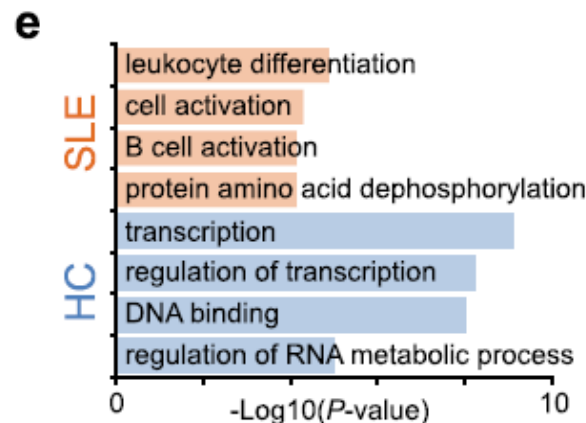 e
SLE
leukocyte differentiation
cell activation
B cell activation
protein amino acid dephosphorylation
HC
transcription
regulation of transcription
DNA binding
regulation of RNA metabolic process
0
10
-Log10(P-value)